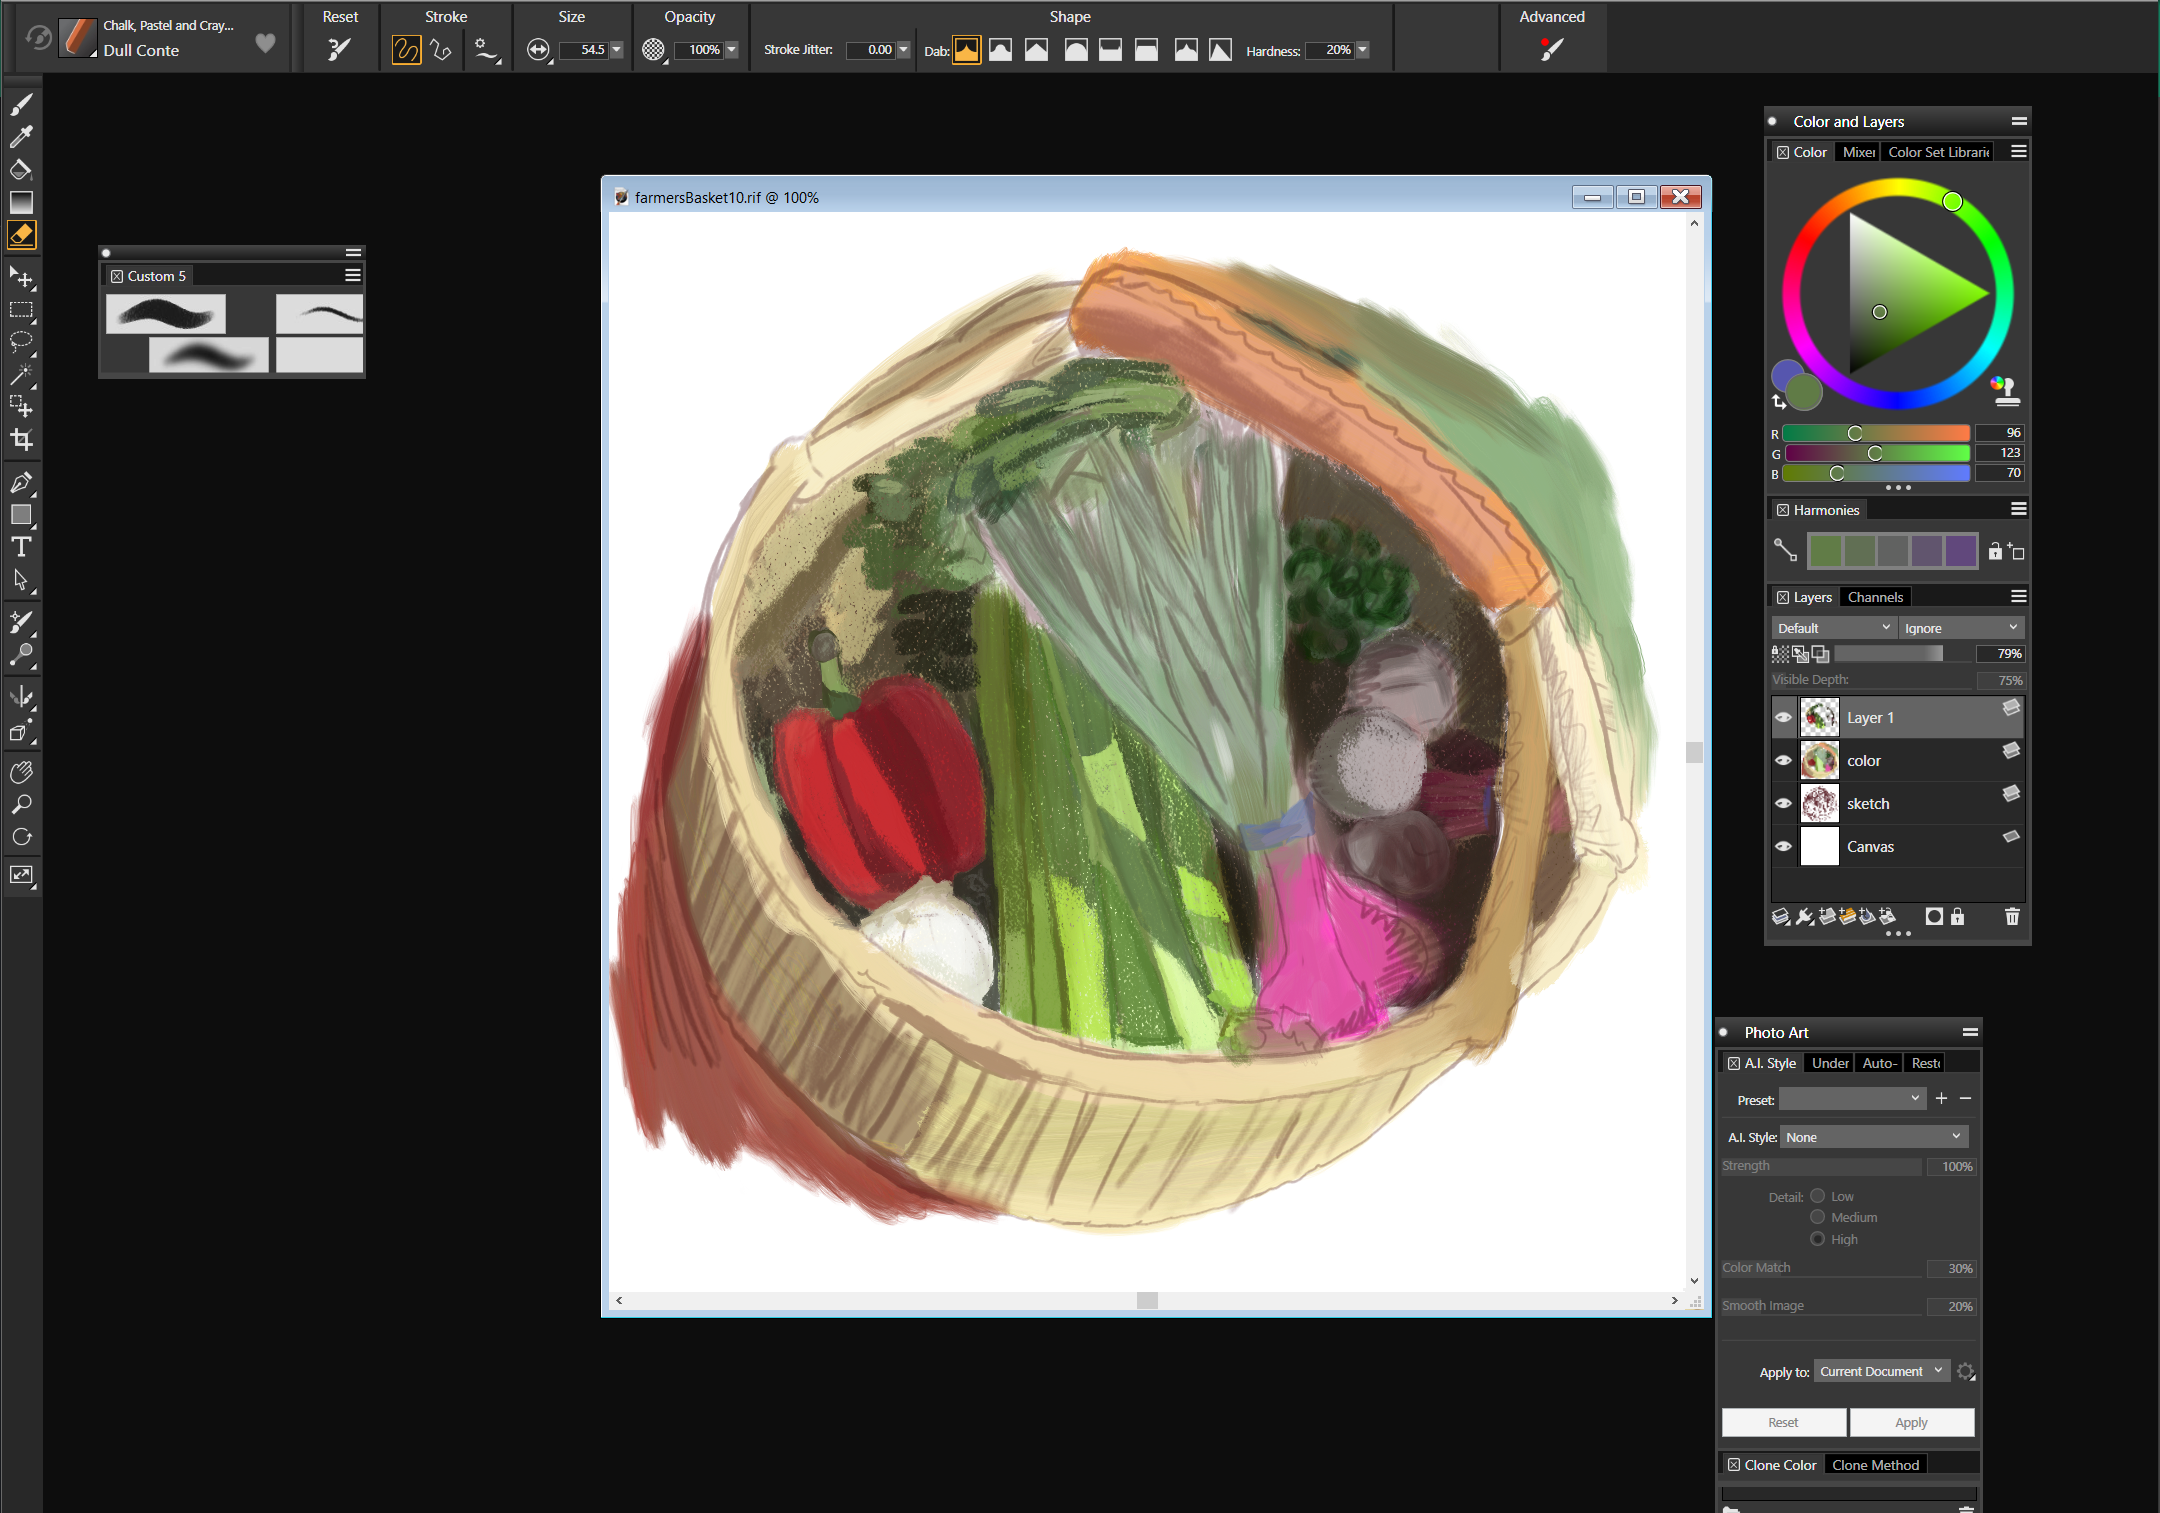 Chalk, Pastel and Cray...
Dull Conte
Reset
Stroke
Size
54.5
Opacity
100%
Stroke Jitter: 0.00
Shape
Dab:
Hardness: 20%
Advanced
Custom 5
farmersBasket10.rif @ 100%
Color and Layers
Color Mixer Color Set Librarie
R 96
G 123
B 70
Harmonies
Layers Channels
Default Ignore
79%
Visible Depth: 75%
Layer 1
color
sketch
Canvas
Photo Art
A.I. Style Under Auto- Resto
Preset:
A.I. Style: None
Strength 100%
Detail: Low
Medium
High
Color Match 30%
Smooth Image 20%
Apply to: Current Document
Reset Apply
Clone Color Clone Method